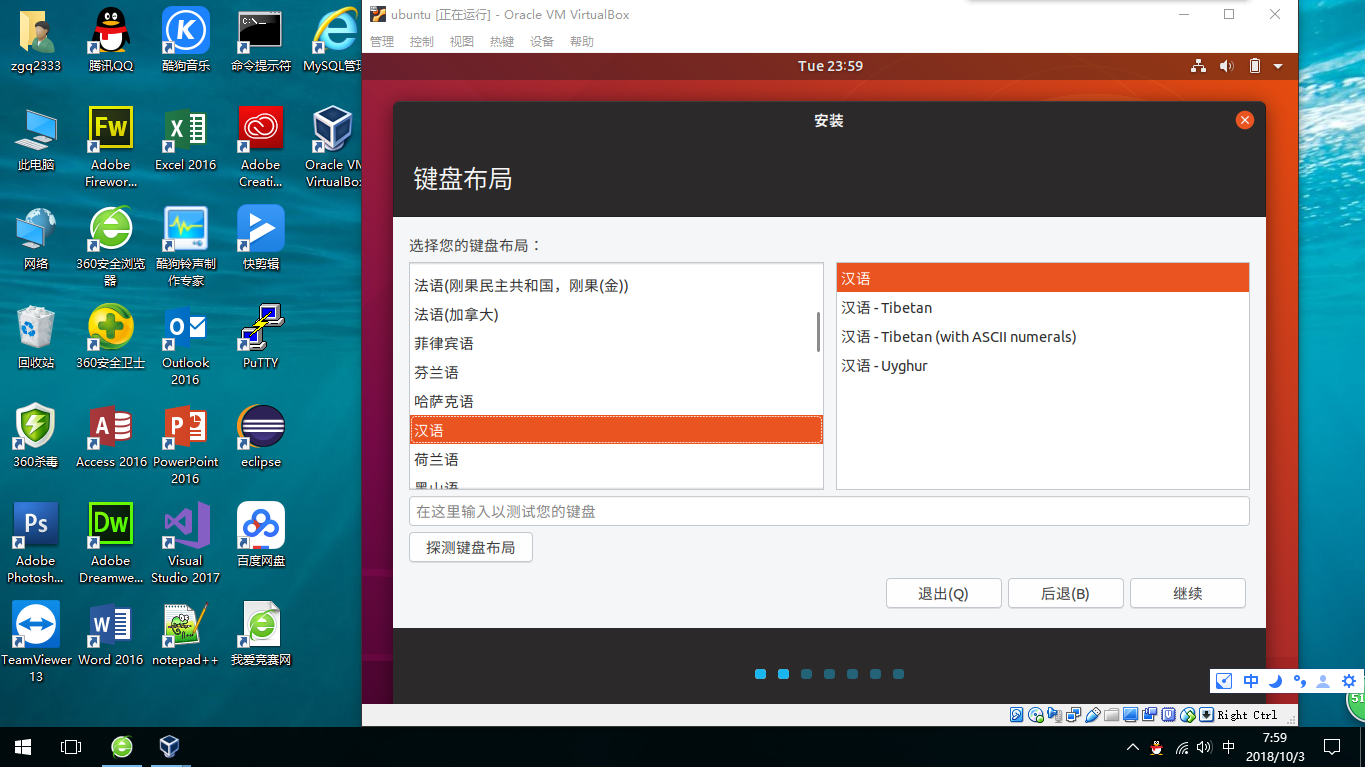 zgq2333
腾讯QQ
酷狗音乐
命令提示符
MySQL管理
此电脑
Adobe
Firewor...
Excel 2016
Adobe
Creati...
Oracle VM
VirtualBox
网络
360安全浏览
器
酷狗铃声制
作专家
快剪辑
回收站
360安全卫士
Outlook
2016
PuTTY
360杀毒
Access 2016
PowerPoint
2016
eclipse
Adobe
Photosh...
Adobe
Dreamwe...
Visual
Studio 2017
百度网盘
TeamViewer
13
Word 2016
notepad++
我爱竞赛网
ubuntu [正在运行] - Oracle VM VirtualBox
管理 控制 视图 热键 设备 帮助
Tue 23:59
安装
键盘布局
选择您的键盘布局：
法语(刚果民主共和国，刚果(金))
法语(加拿大)
菲律宾语
芬兰语
哈萨克语
汉语
荷兰语
黑山语
汉语
汉语 - Tibetan
汉语 - Tibetan (with ASCII numerals)
汉语 - Uyghur
在这里输入以测试您的键盘
探测键盘布局
退出(Q) 后退(B) 继续
中
51
Right Ctrl
中
7:59
2018/10/3